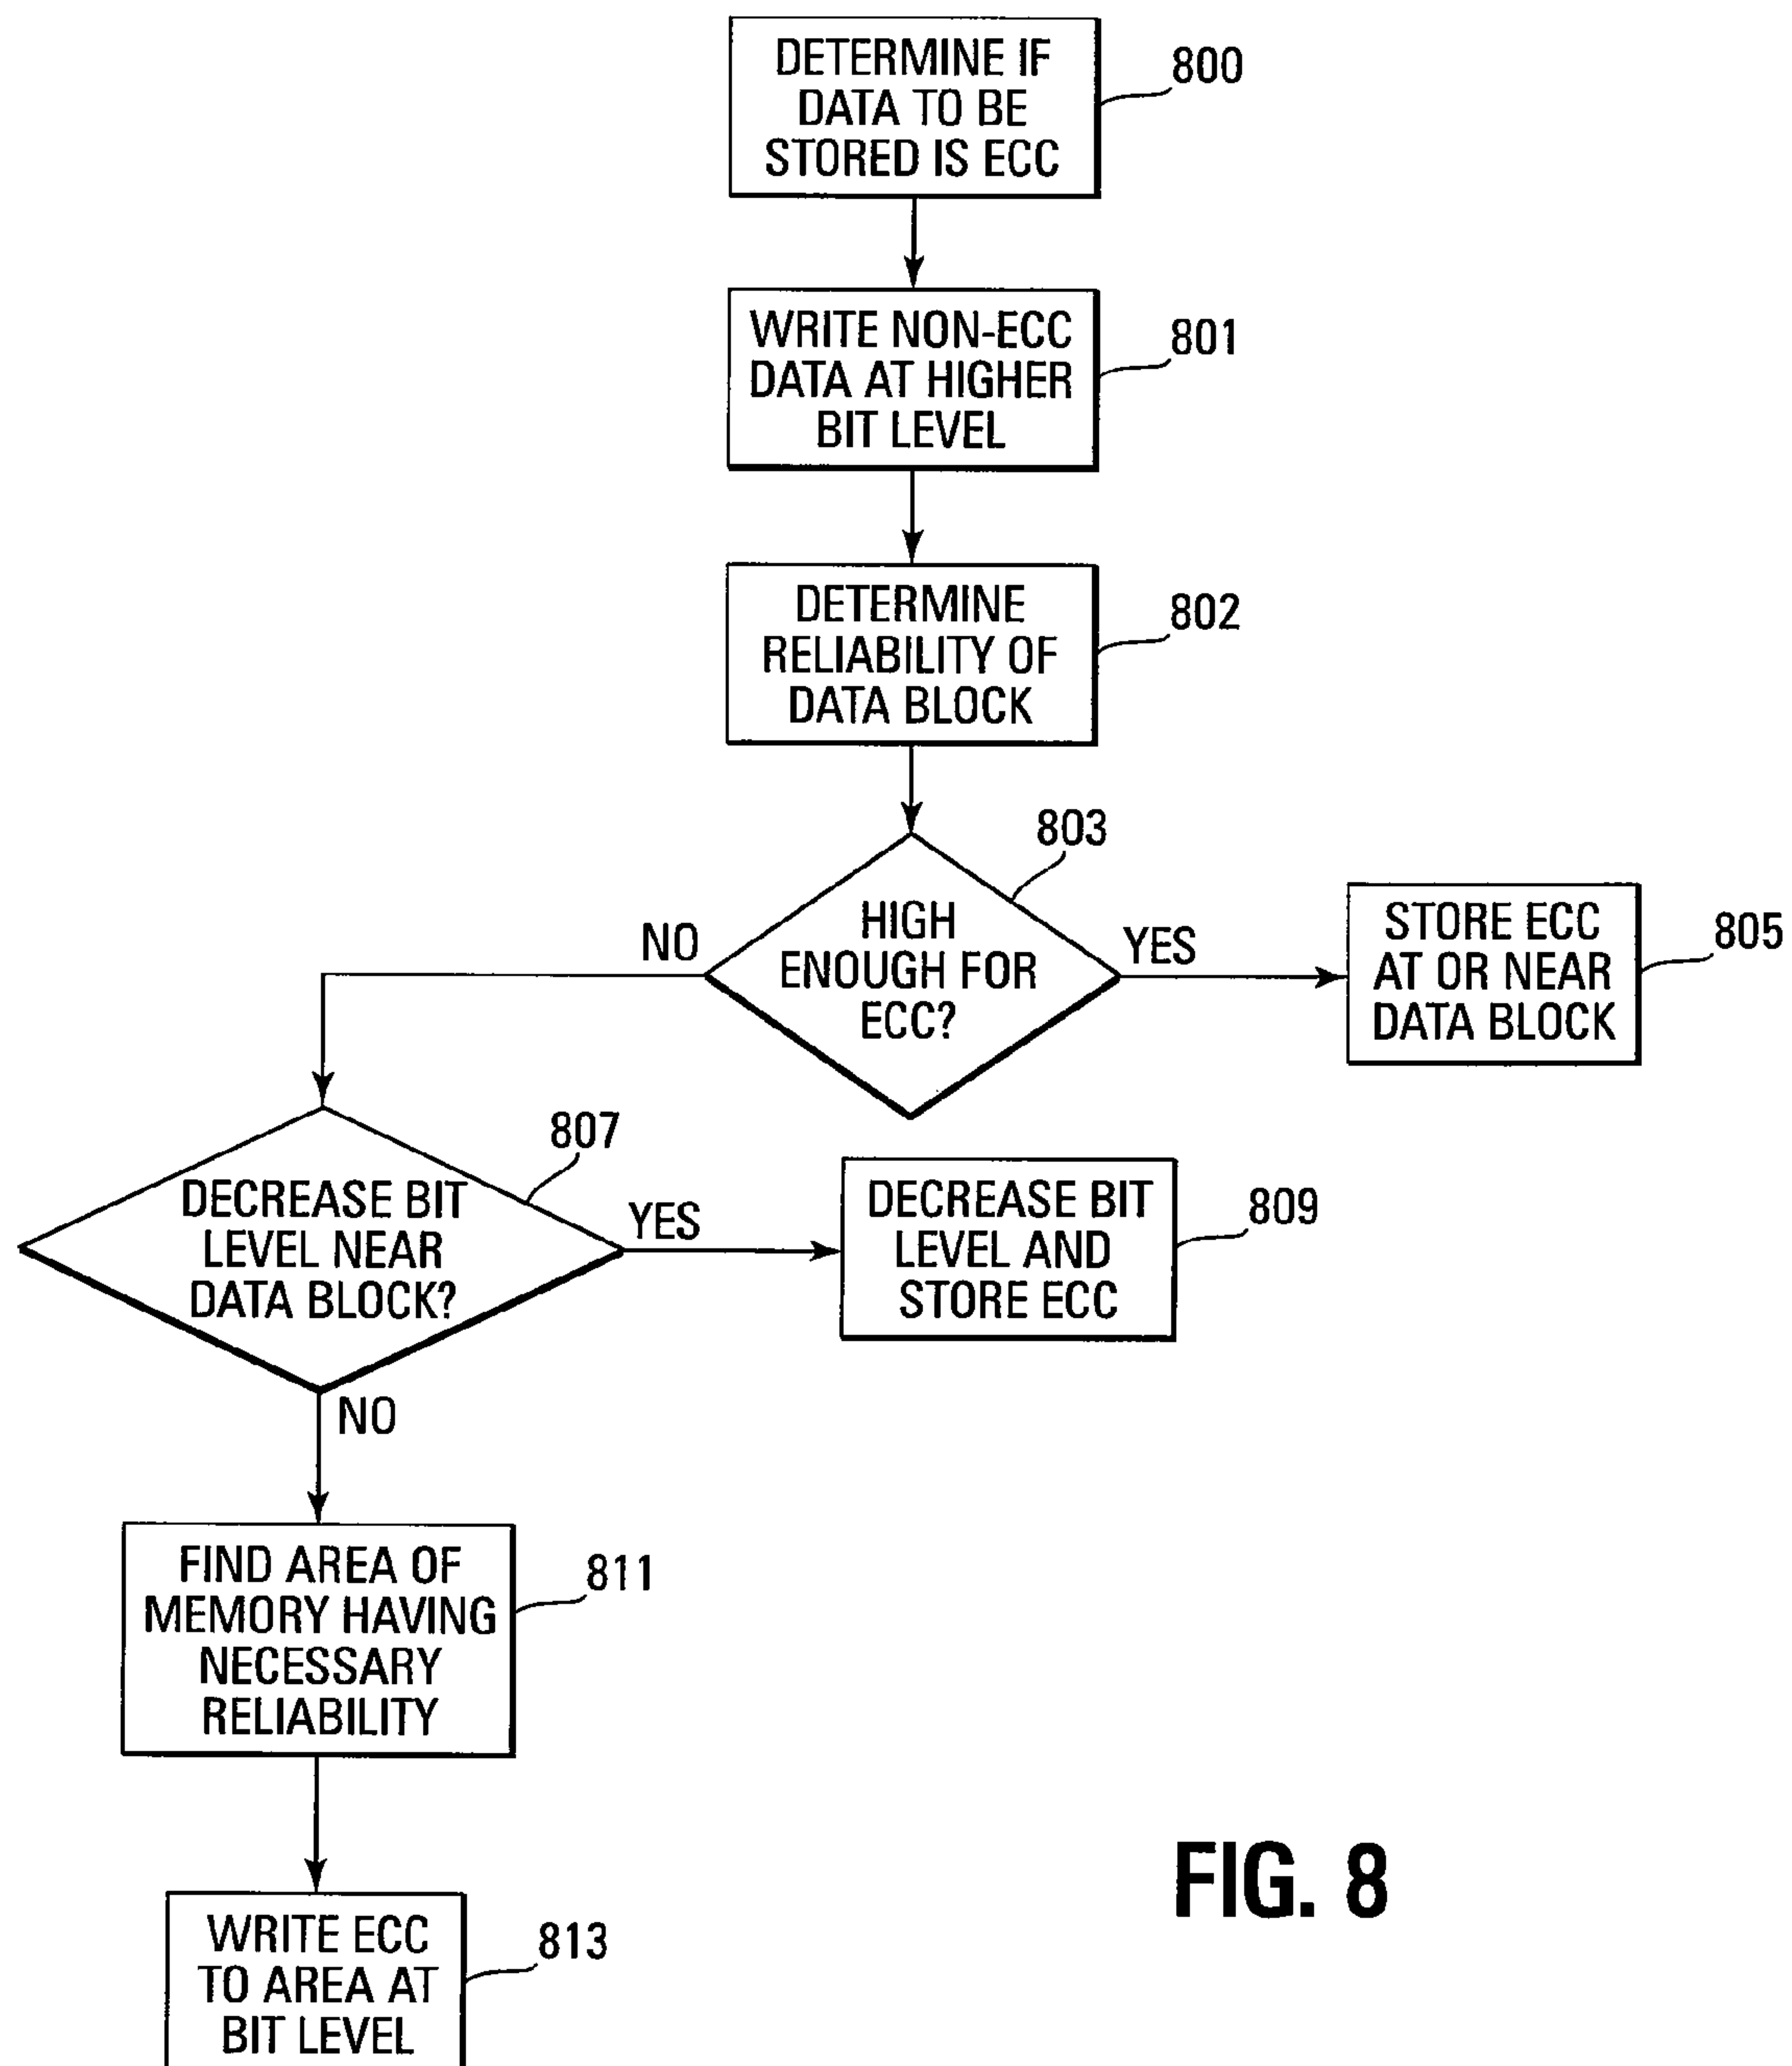 DETERMINE IF
DATA TO BE
STORED IS ECC
800
WRITE NON-ECC
DATA AT HIGHER
BIT LEVEL
801
DETERMINE
RELIABILITY OF
DATA BLOCK
802
803
HIGH
ENOUGH FOR
ECC?
NO
YES
STORE ECC
AT OR NEAR
DATA BLOCK
805
807
DECREASE BIT
LEVEL NEAR
DATA BLOCK?
YES
DECREASE BIT
LEVEL AND
STORE ECC
809
NO
FIND AREA OF
MEMORY HAVING
NECESSARY
RELIABILITY
811
WRITE ECC
TO AREA AT
BIT LEVEL
813
FIG. 8